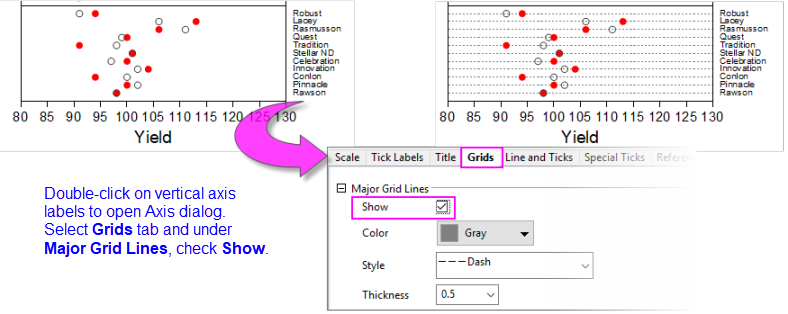 Robust
Lacey
Rasmusson
Quest
Tradition
Stellar ND
Celebration
Innovation
Conlon
Pinnacle
Rawson
80 85 90 95 100 105 110 115 120 125 130
Yield
Robust
Lacey
Rasmusson
Quest
Tradition
Stellar ND
Celebration
Innovation
Conlon
Pinnacle
Rawson
80 85 90 95 100 105 110 115 120 125 130
Yield
Double-click on vertical axis
labels to open Axis dialog.
Select Grids tab and under
Major Grid Lines, check Show.
Scale Tick Labels Title Grids Line and Ticks Special Ticks
Major Grid Lines
Show
Color Gray
Style Dash
Thickness 0.5